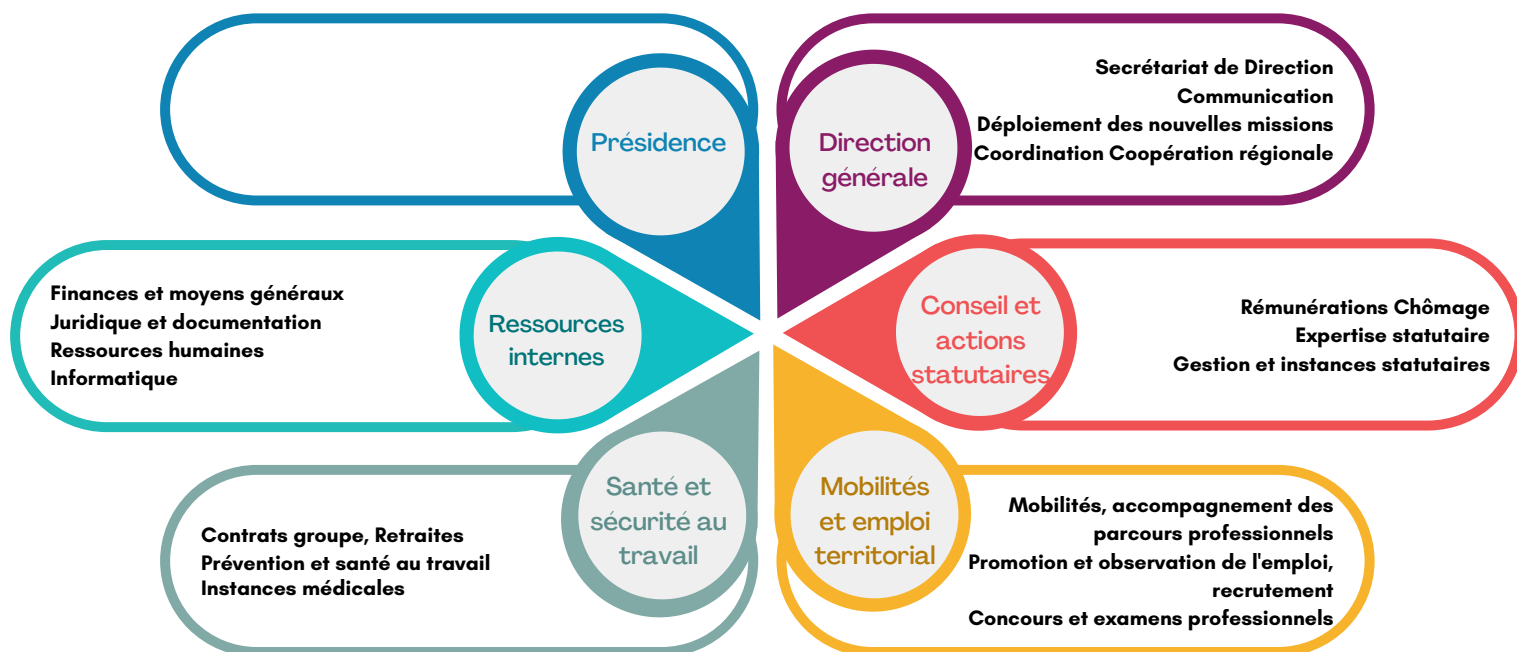 Présidence
Direction
générale
Secrétariat de Direction
Communication
Déploiement des nouvelles missions
Coordination Coopération régionale
Finances et moyens généraux
Juridique et documentation
Ressources humaines
Informatique
Ressources
internes
Conseil et
actions
statutaires
Rémunérations Chômage
Expertise statutaire
Gestion et instances statutaires
Contrats groupe, Retraites
Prévention et santé au travail
Instances médicales
Santé et
sécurité au
travail
Mobilités
et emploi
territorial
Mobilités, accompagnement des
parcours professionnels
Promotion et observation de l'emploi,
recrutement
Concours et examens professionnels